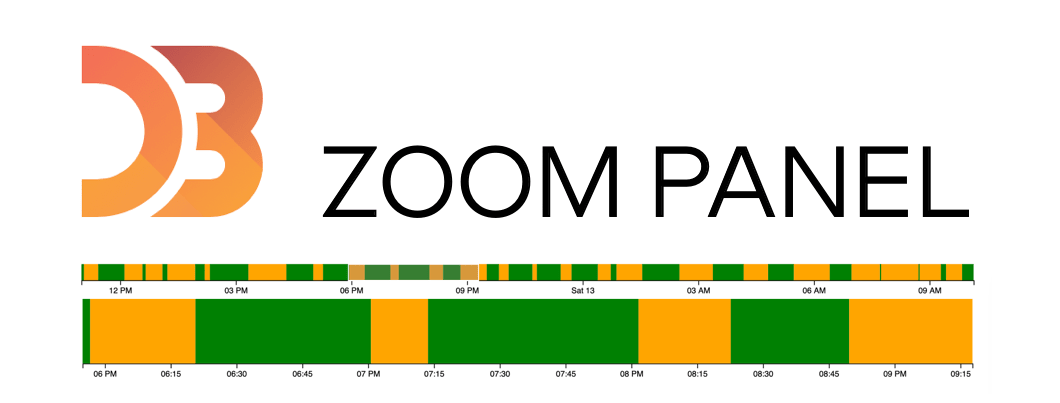 D3
ZOOM PANEL
12 PM 03 PM 06 PM 09 PM Sat 13 03 AM 06 AM 09 AM
06 PM 06:15 06:30 06:45 07 PM 07:15 07:30 07:45 08 PM 08:15 08:30 08:45 09 PM 09:15